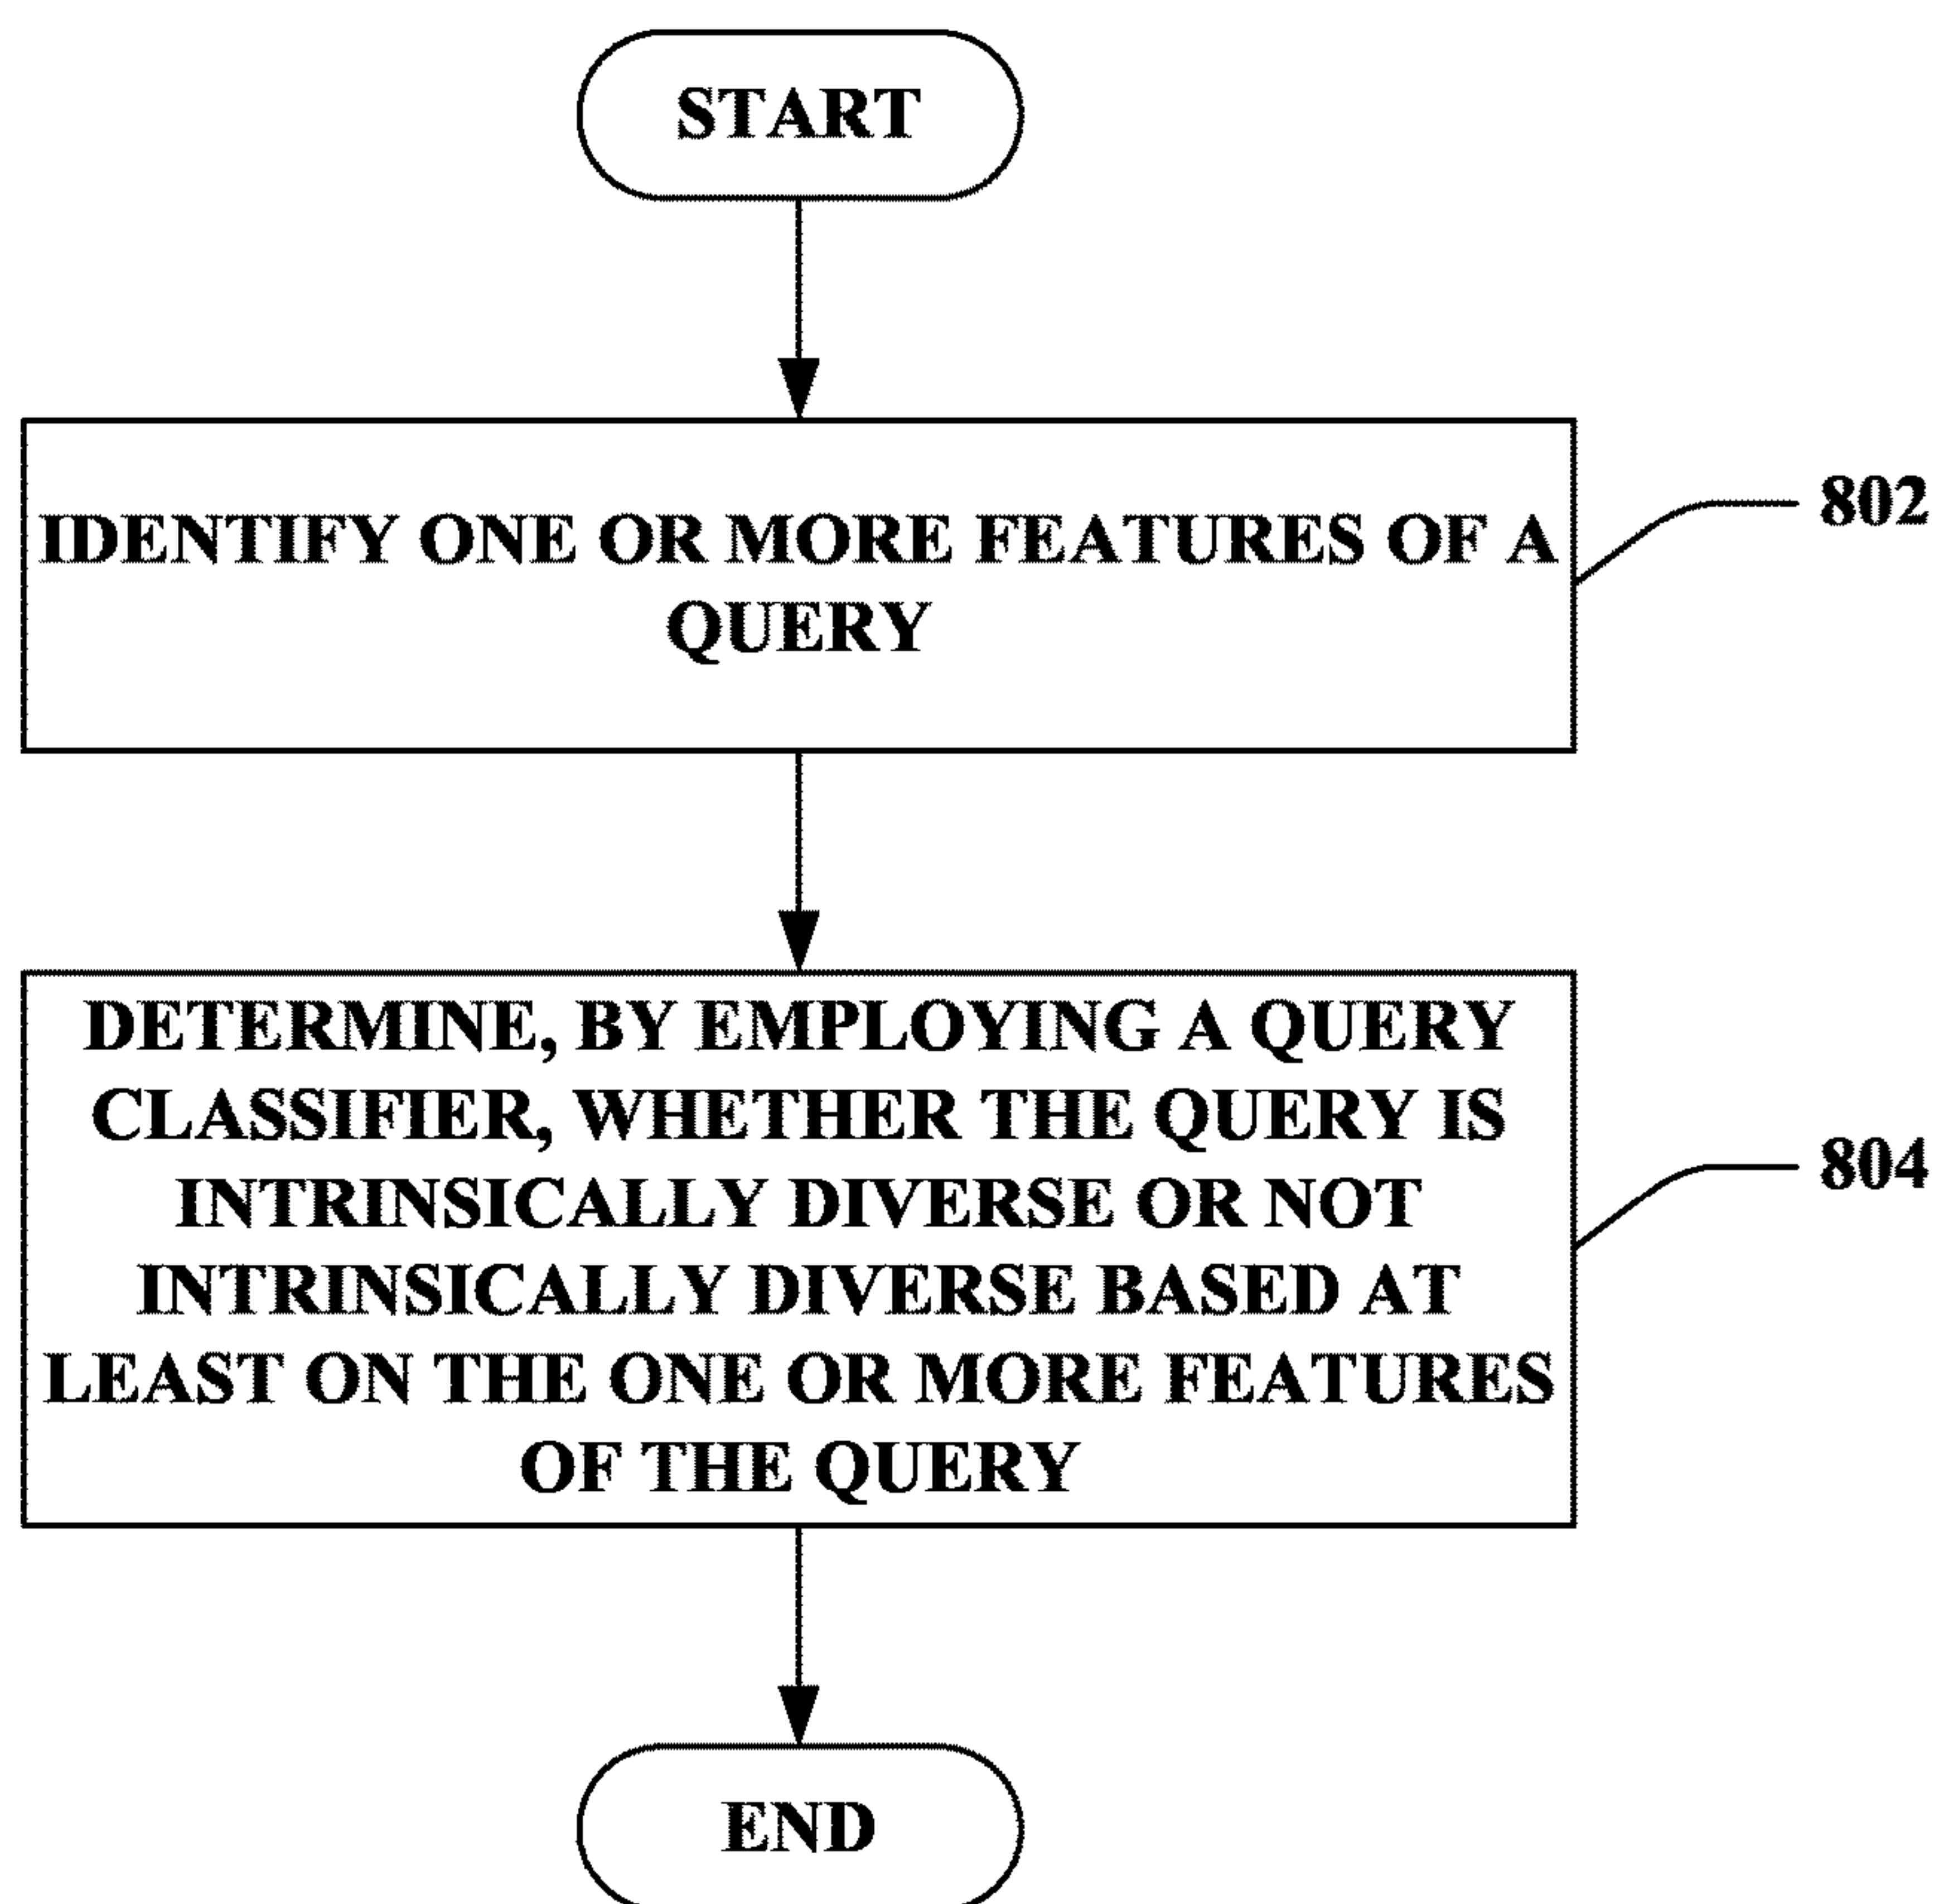 START
IDENTIFY ONE OR MORE FEATURES OF A
QUERY
802
DETERMINE, BY EMPLOYING A QUERY
CLASSIFIER, WHETHER THE QUERY IS
INTRINSICALLY DIVERSE OR NOT
INTRINSICALLY DIVERSE BASED AT
LEAST ON THE ONE OR MORE FEATURES
OF THE QUERY
804
END